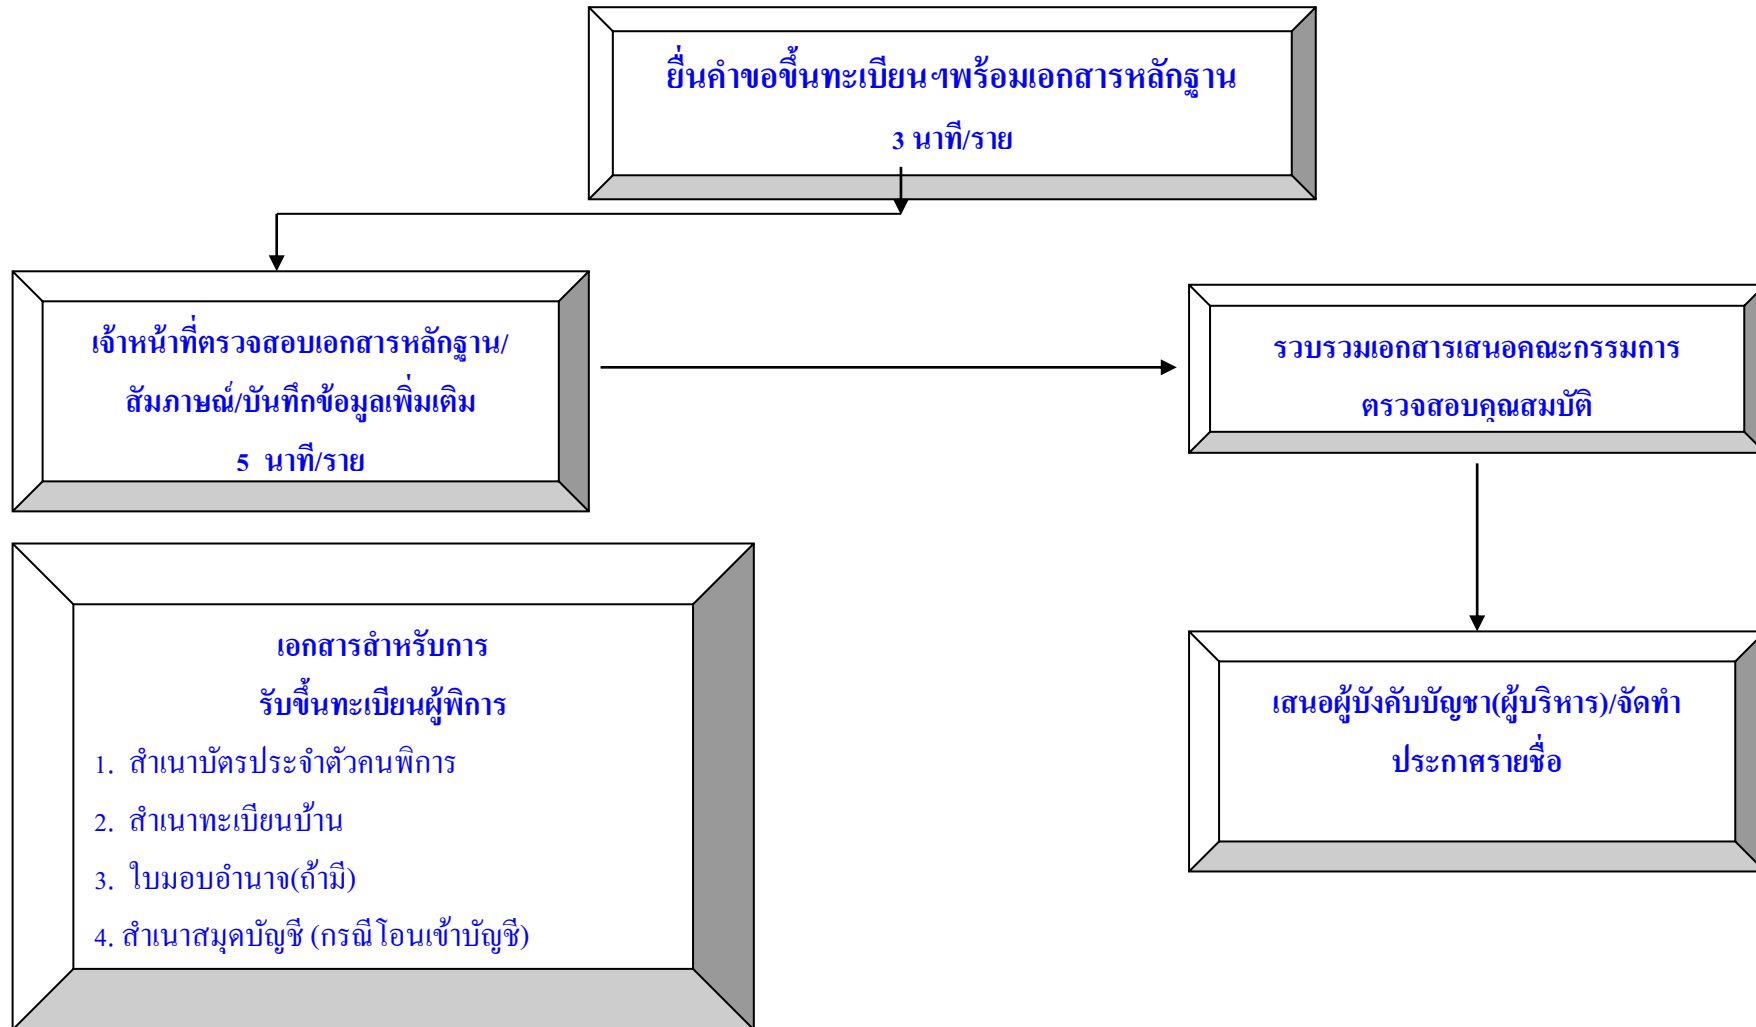 ยื่นคำขอขึ้นทะเบียนฯพร้อมเอกสารหลักฐาน
3 นาที/ราย
เจ้าหน้าที่ตรวจสอบเอกสารหลักฐาน/
สัมภาษณ์/บันทึกข้อมูลเพิ่มเติม
5 นาที/ราย
รวบรวมเอกสารเสนอคณะกรรมการ
ตรวจสอบคุณสมบัติ
เอกสารสำหรับการ
รับขึ้นทะเบียนผู้พิการ
1. สำเนาบัตรประจำตัวคนพิการ
2. สำเนาทะเบียนบ้าน
3. ใบมอบอำนาจ(ถ้ามี)
4. สำเนาสมุดบัญชี (กรณีโอนเข้าบัญชี)
เสนอผู้บังคับบัญชา(ผู้บริหาร)/จัดทำ
ประกาศรายชื่อ